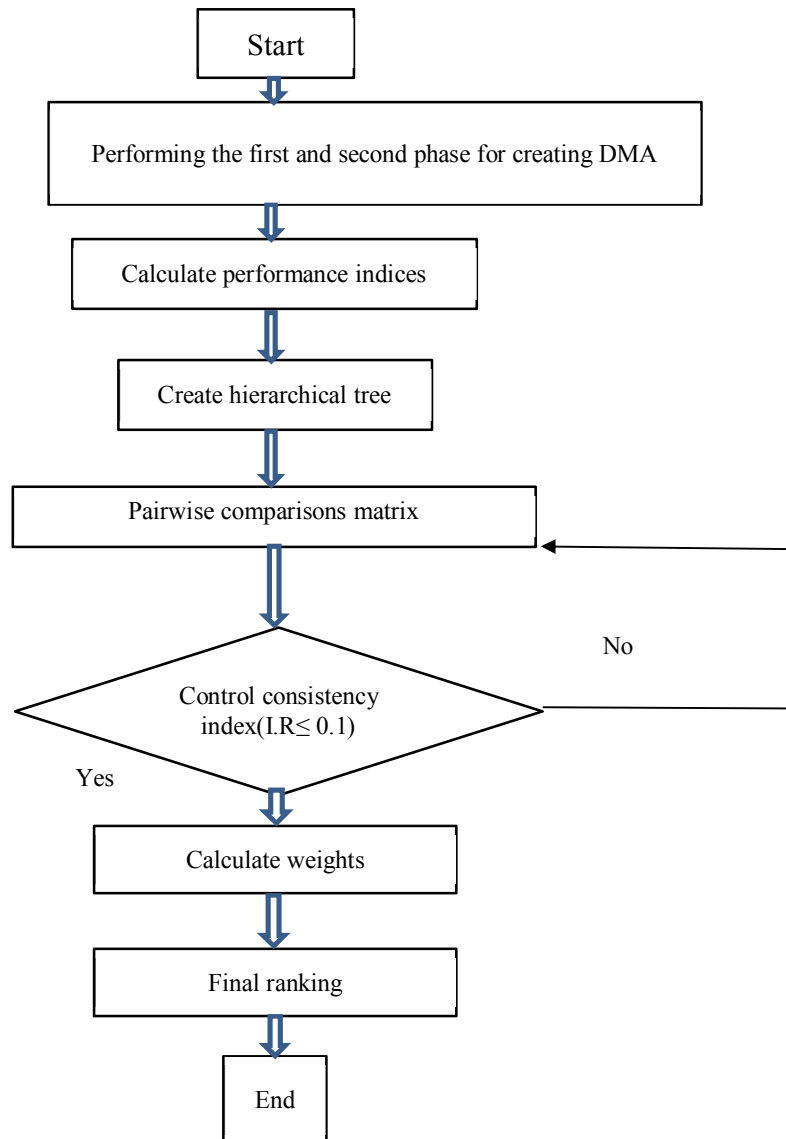 Start
Performing the first and second phase for creating DMA
Calculate performance indices
Create hierarchical tree
Pairwise comparisons matrix
No
Control consistency
index(I.R≤ 0.1)
Yes
Calculate weights
Final ranking
End